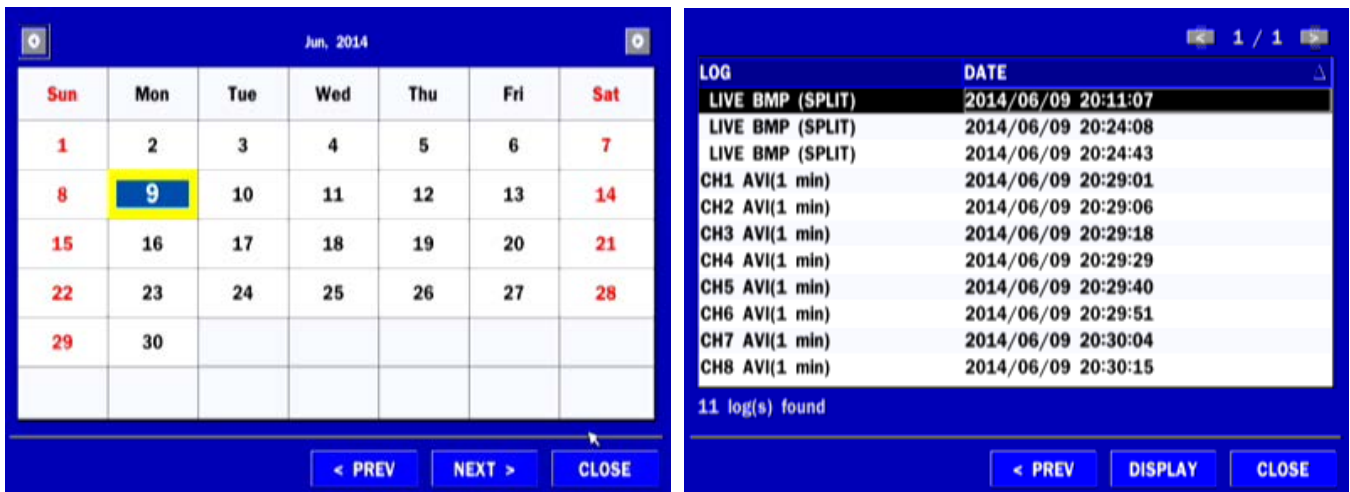 Jun, 2014
Sun Mon Tue Wed Thu Fri Sat
1 2 3 4 5 6 7
8 9 10 11 12 13 14
15 16 17 18 19 20 21
22 23 24 25 26 27 28
29 30
< PREV NEXT > CLOSE
< 1 / 1 >
LOG DATE △
LIVE BMP (SPLIT) 2014/06/09 20:11:07
LIVE BMP (SPLIT) 2014/06/09 20:24:08
LIVE BMP (SPLIT) 2014/06/09 20:24:43
CH1 AVI(1 min) 2014/06/09 20:29:01
CH2 AVI(1 min) 2014/06/09 20:29:06
CH3 AVI(1 min) 2014/06/09 20:29:18
CH4 AVI(1 min) 2014/06/09 20:29:29
CH5 AVI(1 min) 2014/06/09 20:29:40
CH6 AVI(1 min) 2014/06/09 20:29:51
CH7 AVI(1 min) 2014/06/09 20:30:04
CH8 AVI(1 min) 2014/06/09 20:30:15
11 log(s) found
< PREV DISPLAY CLOSE